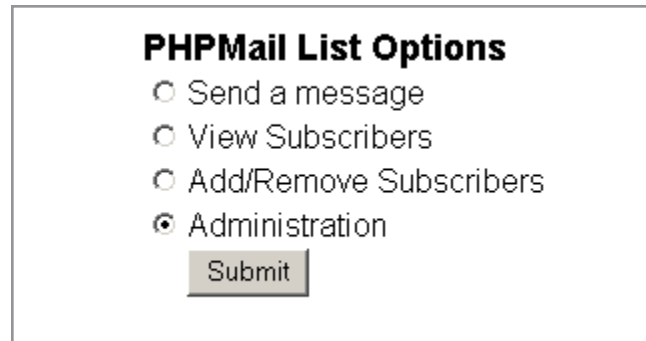 PHPMail List Options
Send a message
View Subscribers
Add/Remove Subscribers
Administration
Submit